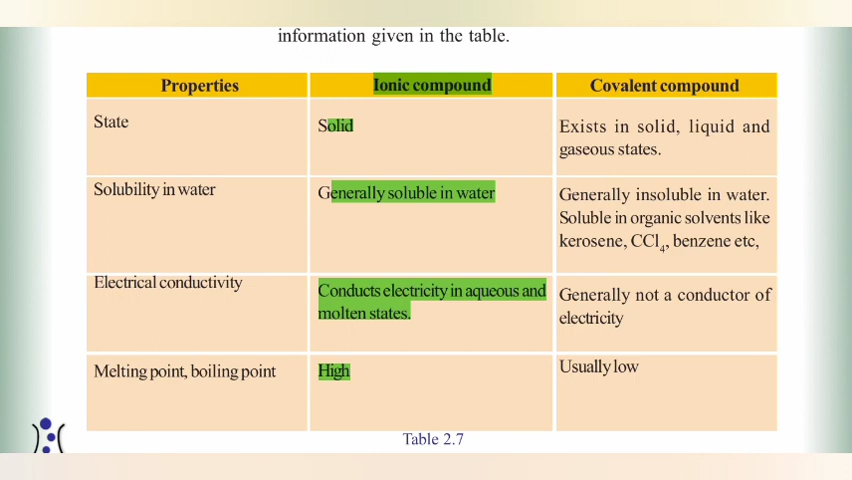 information given in the table.
Properties
Ionic compound
Covalent compound
State
Solid
Exists in solid, liquid and
gaseous states.
Solubility in water
Generally soluble in water
Generally insoluble in water.
Soluble in organic solvents like
kerosene, CCl₄, benzene etc,
Electrical conductivity
Conducts electricity in aqueous and
molten states.
Generally not a conductor of
electricity
Melting point, boiling point
High
Usually low
Table 2.7